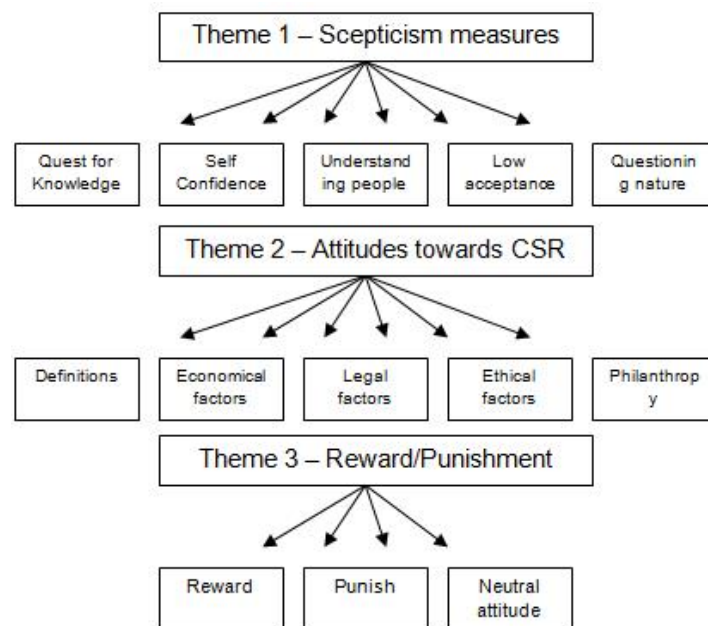 Theme 1 – Scepticism measures
Quest for
Knowledge
Self
Confidence
Understand
ing people
Low
acceptance
Questionin
g nature
Theme 2 – Attitudes towards CSR
Definitions
Economical
factors
Legal
factors
Ethical
factors
Philanthrop
y
Theme 3 – Reward/Punishment
Reward
Punish
Neutral
attitude